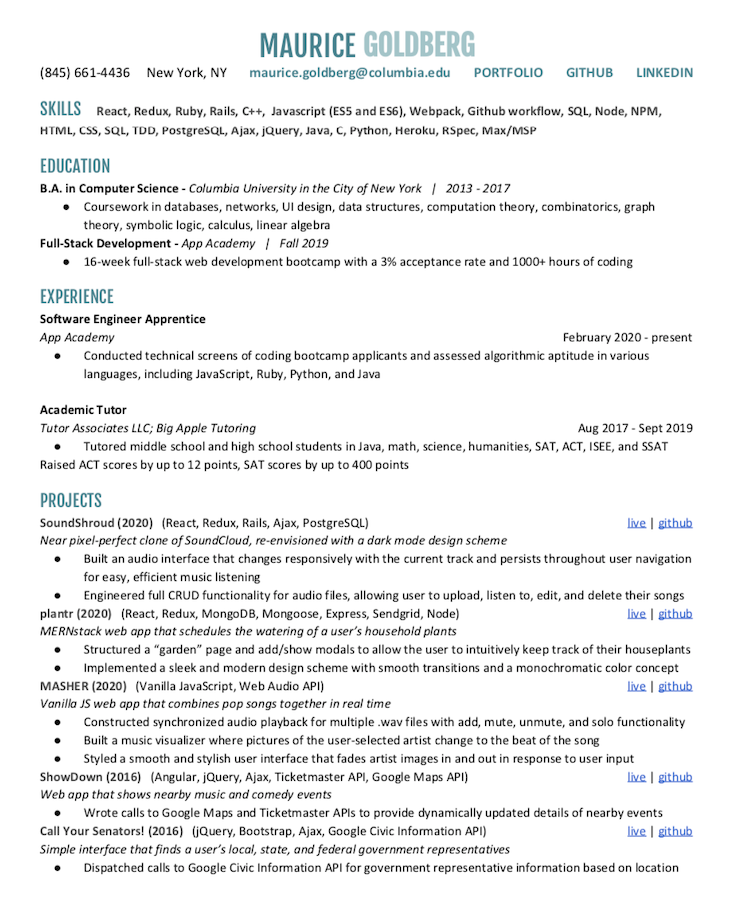 MAURICE GOLDBERG
(845) 661-4436 New York, NY maurice.goldberg@columbia.edu PORTFOLIO GITHUB LINKEDIN
SKILLS React, Redux, Ruby, Rails, C++, Javascript (ES5 and ES6), Webpack, Github workflow, SQL, Node, NPM,
HTML, CSS, SQL, TDD, PostgreSQL, Ajax, jQuery, Java, C, Python, Heroku, RSpec, Max/MSP
EDUCATION
B.A. in Computer Science - Columbia University in the City of New York | 2013 - 2017
● Coursework in databases, networks, UI design, data structures, computation theory, combinatorics, graph
theory, symbolic logic, calculus, linear algebra
Full-Stack Development - App Academy | Fall 2019
● 16-week full-stack web development bootcamp with a 3% acceptance rate and 1000+ hours of coding
EXPERIENCE
Software Engineer Apprentice
App Academy February 2020 - present
● Conducted technical screens of coding bootcamp applicants and assessed algorithmic aptitude in various
languages, including JavaScript, Ruby, Python, and Java
Academic Tutor
Tutor Associates LLC; Big Apple Tutoring Aug 2017 - Sept 2019
● Tutored middle school and high school students in Java, math, science, humanities, SAT, ACT, ISEE, and SSAT
Raised ACT scores by up to 12 points, SAT scores by up to 400 points
PROJECTS
SoundShroud (2020) (React, Redux, Rails, Ajax, PostgreSQL) live | github
Near pixel-perfect clone of SoundCloud, re-envisioned with a dark mode design scheme
● Built an audio interface that changes responsively with the current track and persists throughout user navigation
for easy, efficient music listening
● Engineered full CRUD functionality for audio files, allowing user to upload, listen to, edit, and delete their songs
plantr (2020) (React, Redux, MongoDB, Mongoose, Express, Sendgrid, Node) live | github
MERNstack web app that schedules the watering of a user’s household plants
● Structured a “garden” page and add/show modals to allow the user to intuitively keep track of their houseplants
● Implemented a sleek and modern design scheme with smooth transitions and a monochromatic color concept
MASHER (2020) (Vanilla JavaScript, Web Audio API) live | github
Vanilla JS web app that combines pop songs together in real time
● Constructed synchronized audio playback for multiple .wav files with add, mute, unmute, and solo functionality
● Built a music visualizer where pictures of the user-selected artist change to the beat of the song
● Styled a smooth and stylish user interface that fades artist images in and out in response to user input
ShowDown (2016) (Angular, jQuery, Ajax, Ticketmaster API, Google Maps API) live | github
Web app that shows nearby music and comedy events
● Wrote calls to Google Maps and Ticketmaster APIs to provide dynamically updated details of nearby events
Call Your Senators! (2016) (jQuery, Bootstrap, Ajax, Google Civic Information API) live | github
Simple interface that finds a user’s local, state, and federal government representatives
● Dispatched calls to Google Civic Information API for government representative information based on location